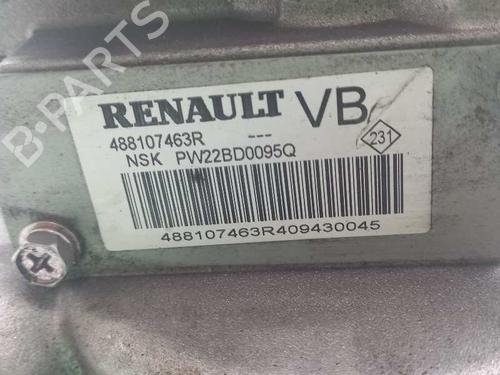 B-PARTS
RENAULT VB
488107463R --- 231
NSK PW22BD0095Q
488107463R409430045